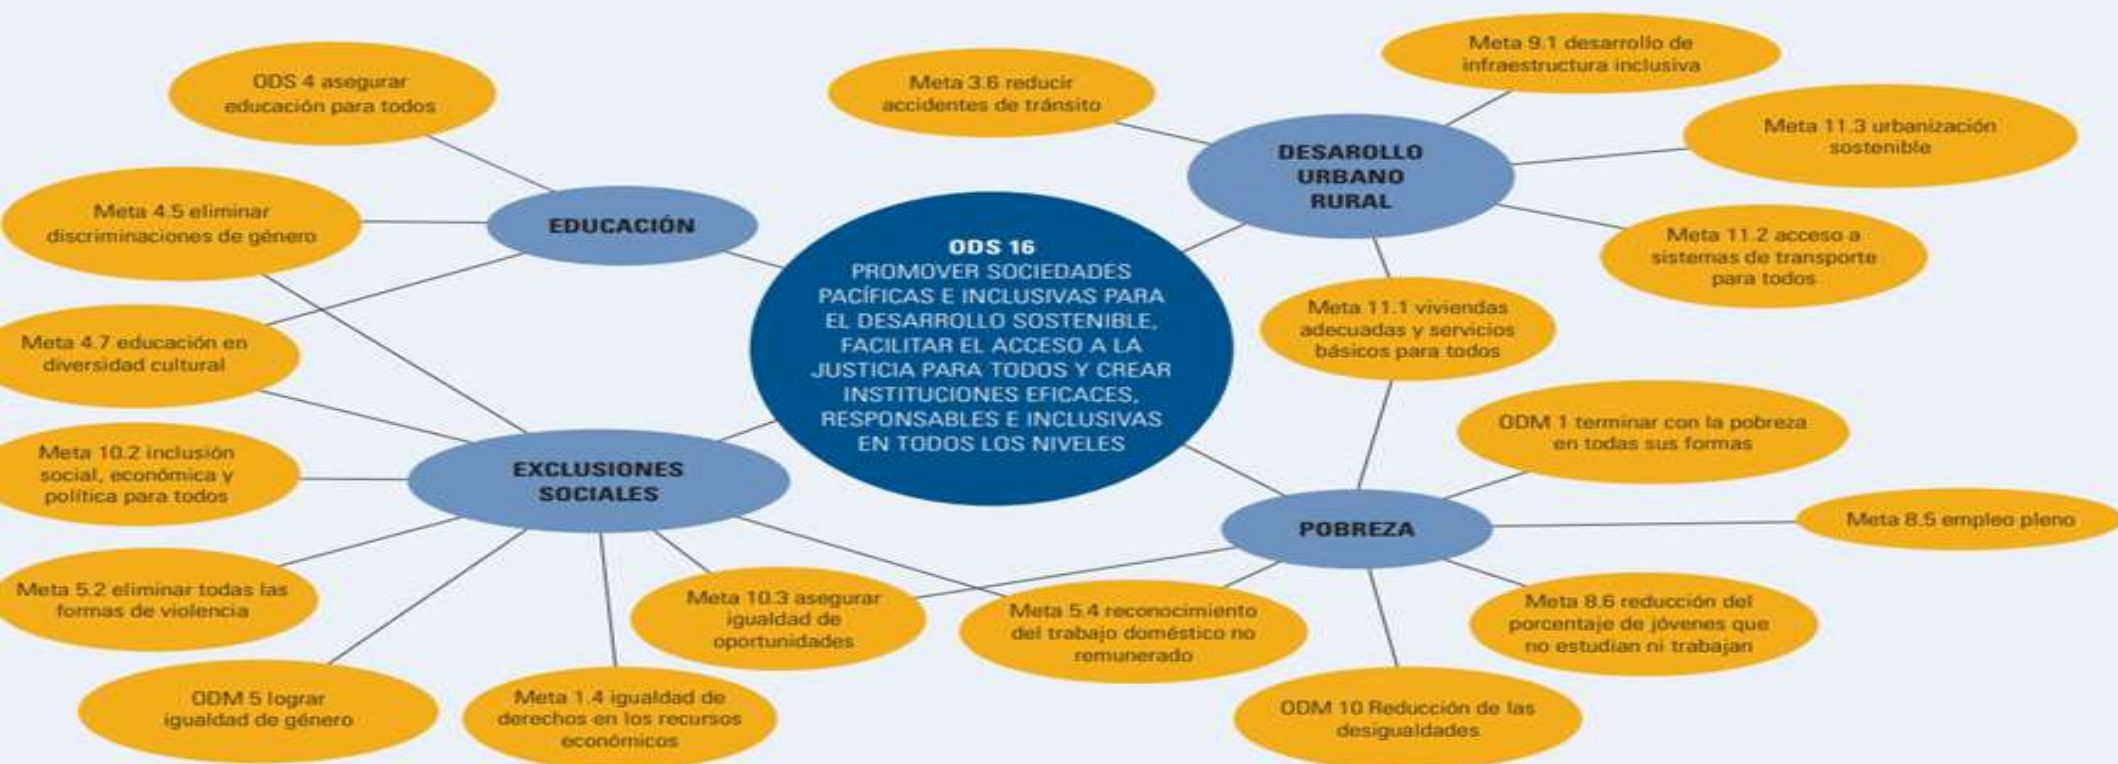 ODS 4 asegurar
educación para todos
Meta 4.5 eliminar
discriminaciones de género
Meta 4.7 educación en
diversidad cultural
Meta 10.2 inclusión
social, económica y
política para todos
Meta 5.2 eliminar todas las
formas de violencia
ODM 5 lograr
igualdad de género
Meta 1.4 igualdad de
derechos en los recursos
económicos
EDUCACIÓN
EXCLUSIONES
SOCIALES
Meta 10.3 asegurar
igualdad de
oportunidades
ODS 16
PROMOVER SOCIEDADES
PACÍFICAS E INCLUSIVAS PARA
EL DESARROLLO SOSTENIBLE,
FACILITAR EL ACCESO A LA
JUSTICIA PARA TODOS Y CREAR
INSTITUCIONES EFICACES,
RESPONSABLES E INCLUSIVAS
EN TODOS LOS NIVELES
Meta 3.6 reducir
accidentes de tránsito
Meta 9.1 desarrollo de
infraestructura inclusiva
DESAROLLO
URBANO
RURAL
Meta 11.3 urbanización
sostenible
Meta 11.2 acceso a
sistemas de transporte
para todos
Meta 11.1 viviendas
adecuadas y servicios
básicos para todos
ODM 1 terminar con la pobreza
en todas sus formas
POBREZA
Meta 8.5 empleo pleno
Meta 5.4 reconocimiento
del trabajo doméstico no
remunerado
Meta 8.6 reducción del
porcentaje de jóvenes que
no estudian ni trabajan
ODM 10 Reducción de las
desigualdades